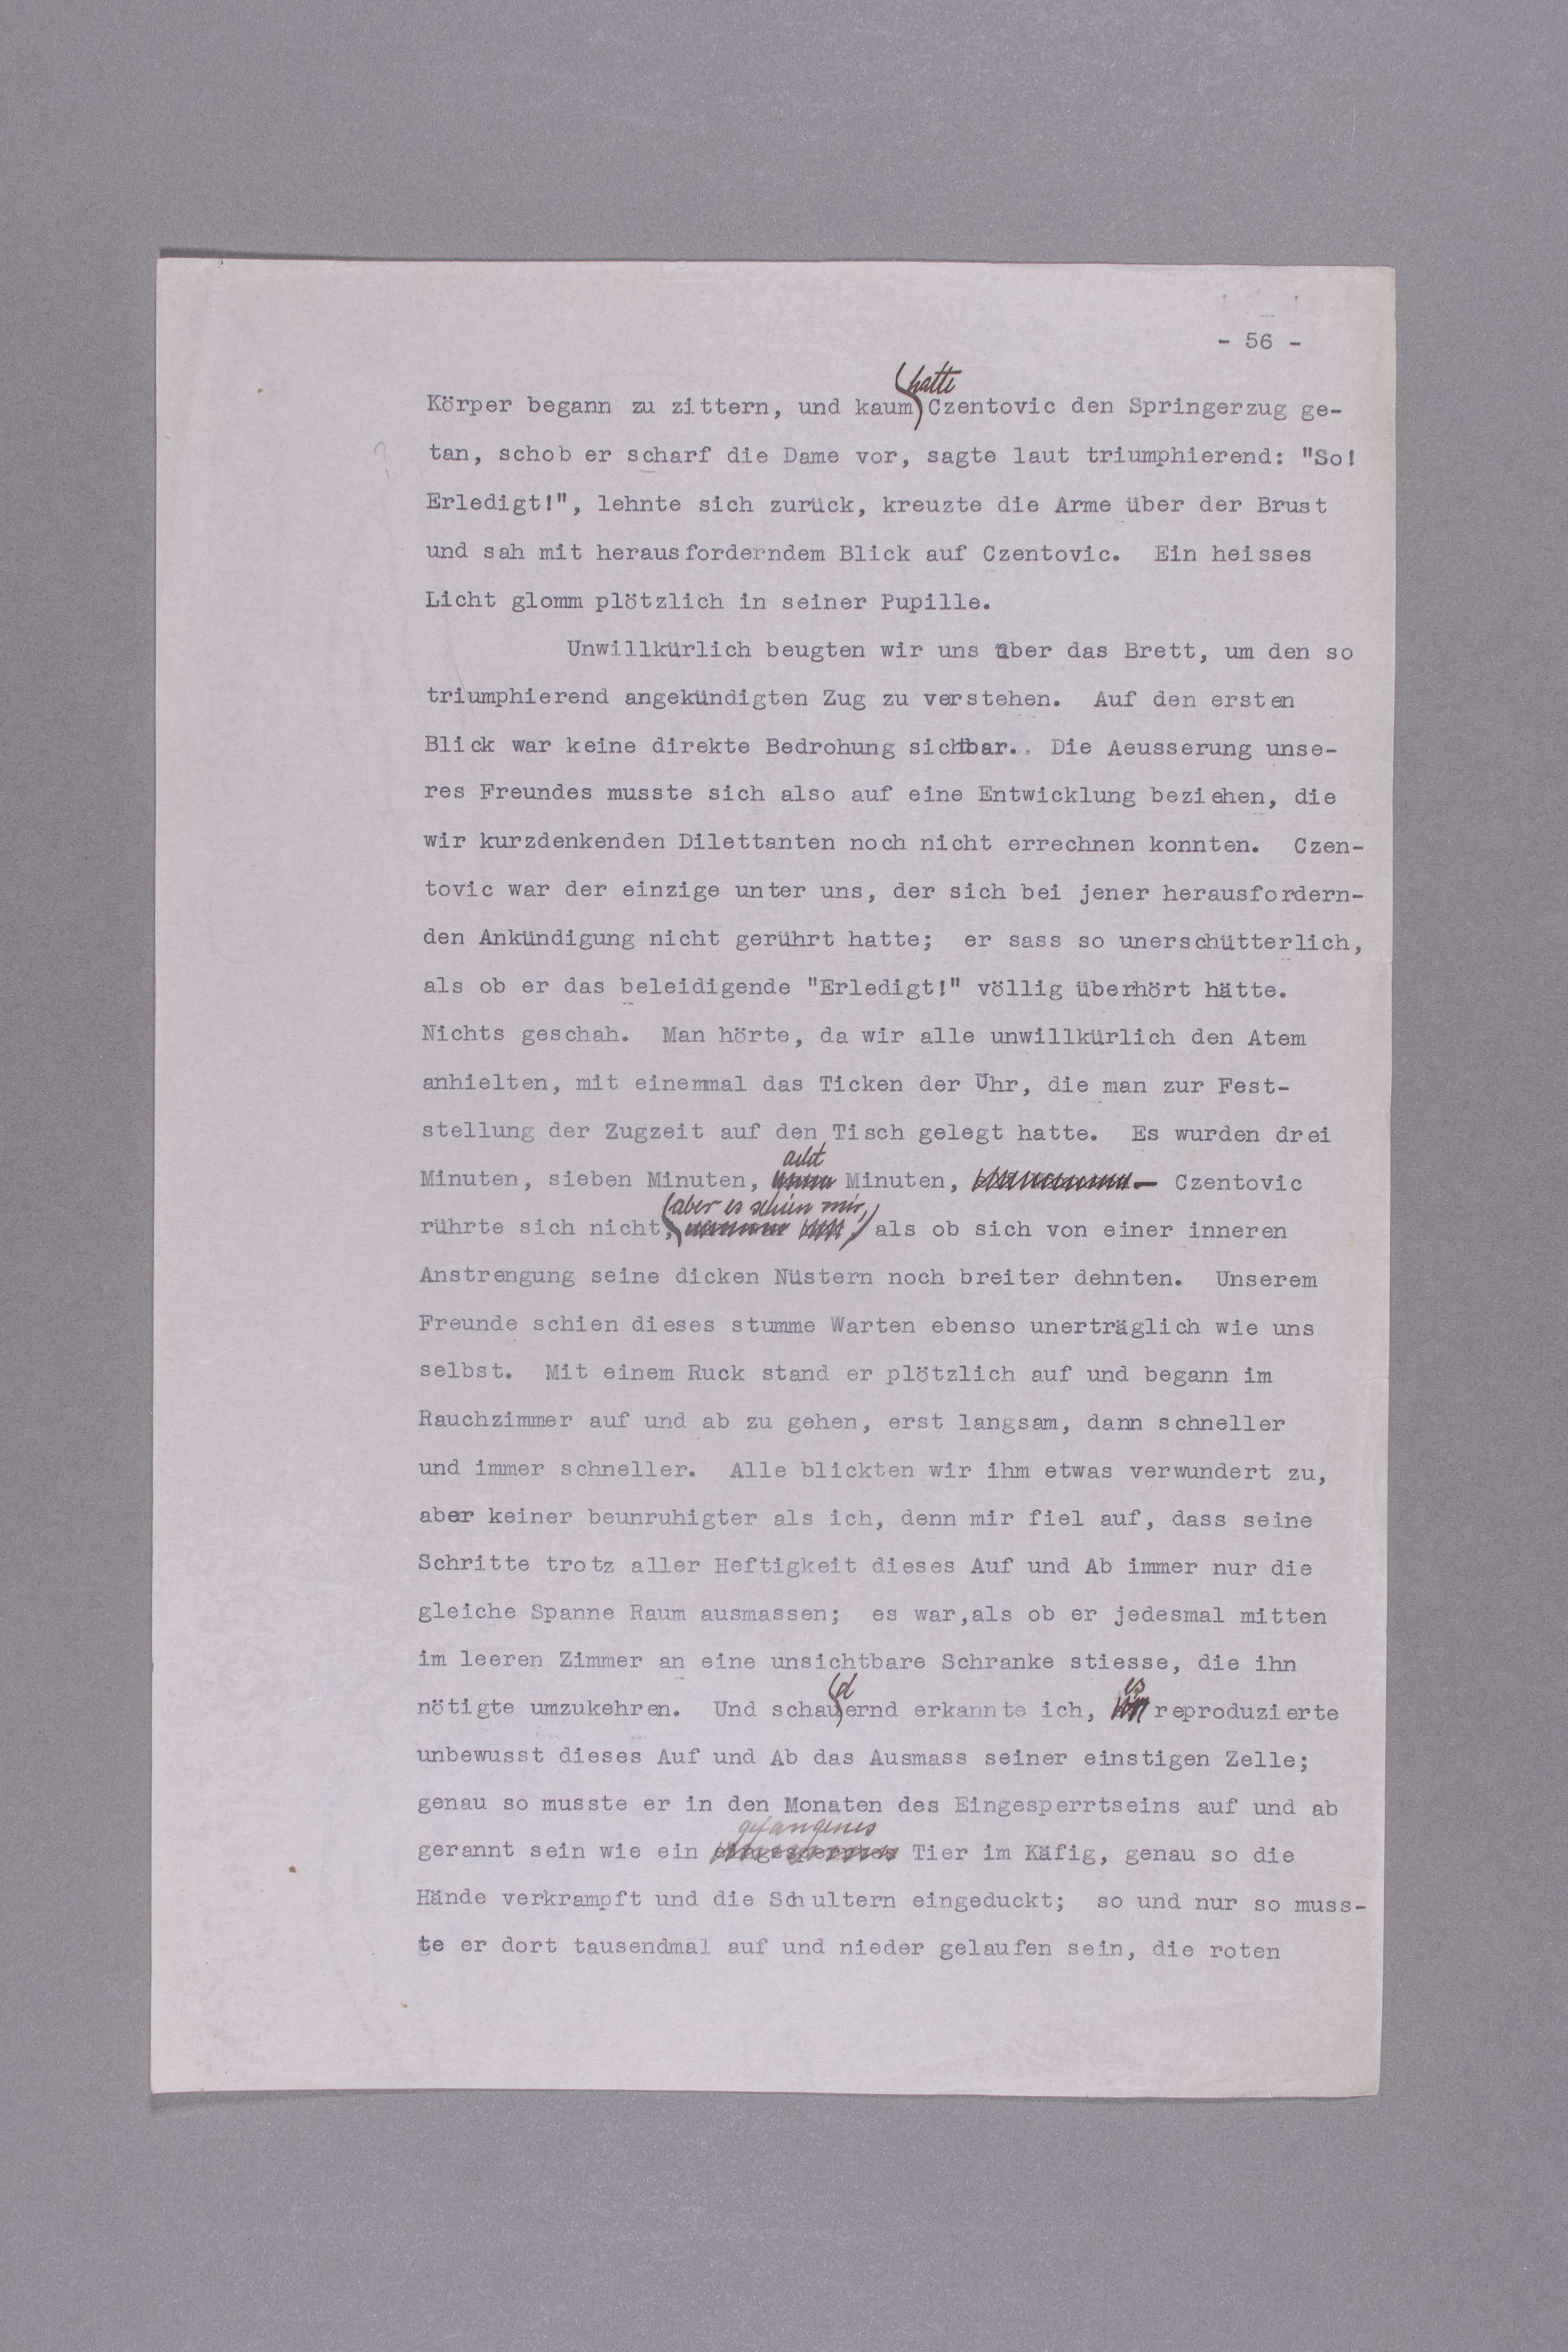 - 56 -
hatte
Körper begann zu zittern, und kaum Czentovic den Springerzug ge-
tan, schob er scharf die Dame vor, sagte laut triumphierend: "So!
Erledigt!", lehnte sich zurück, kreuzte die Arme über der Brust
und sah mit herausforderndem Blick auf Czentovic. Ein heisses
Licht glomm plötzlich in seiner Pupille.
Unwillkürlich beugten wir uns über das Brett, um den so
triumphierend angekündigten Zug zu verstehen. Auf den ersten
Blick war keine direkte Bedrohung sichtbar.. Die Aeusserung unse-
res Freundes musste sich also auf eine Entwicklung beziehen, die
wir kurzdenkenden Dilettanten noch nicht errechnen konnten. Czen-
tovic war der einzige unter uns, der sich bei jener herausfordern-
den Ankündigung nicht gerührt hatte; er sass so unerschütterlich,
als ob er das beleidigende "Erledigt!" völlig überhört hätte.
Nichts geschah. Man hörte, da wir alle unwillkürlich den Atem
anhielten, mit einemmal das Ticken der Uhr, die man zur Fest-
stellung der Zugzeit auf den Tisch gelegt hatte. Es wurden drei
acht
Minuten, sieben Minuten, Minuten, — Czentovic
aber es schien mir,
rührte sich nicht, als ob sich von einer inneren
Anstrengung seine dicken Nüstern noch breiter dehnten. Unserem
Freunde schien dieses stumme Warten ebenso unerträglich wie uns
selbst. Mit einem Ruck stand er plötzlich auf und begann im
Rauchzimmer auf und ab zu gehen, erst langsam, dann schneller
und immer schneller. Alle blickten wir ihm etwas verwundert zu,
aber keiner beunruhigter als ich, denn mir fiel auf, dass seine
Schritte trotz aller Heftigkeit dieses Auf und Ab immer nur die
gleiche Spanne Raum ausmassen; es war,als ob er jedesmal mitten
im leeren Zimmer an eine unsichtbare Schranke stiesse, die ihn
d es
nötigte umzukehren. Und schauernd erkannte ich, reproduzierte
unbewusst dieses Auf und Ab das Ausmass seiner einstigen Zelle;
genau so musste er in den Monaten des Eingesperrtseins auf und ab
gefangenes
gerannt sein wie ein eingesperrtes Tier im Käfig, genau so die
Hände verkrampft und die Schultern eingeduckt; so und nur so muss-
te er dort tausendmal auf und nieder gelaufen sein, die roten